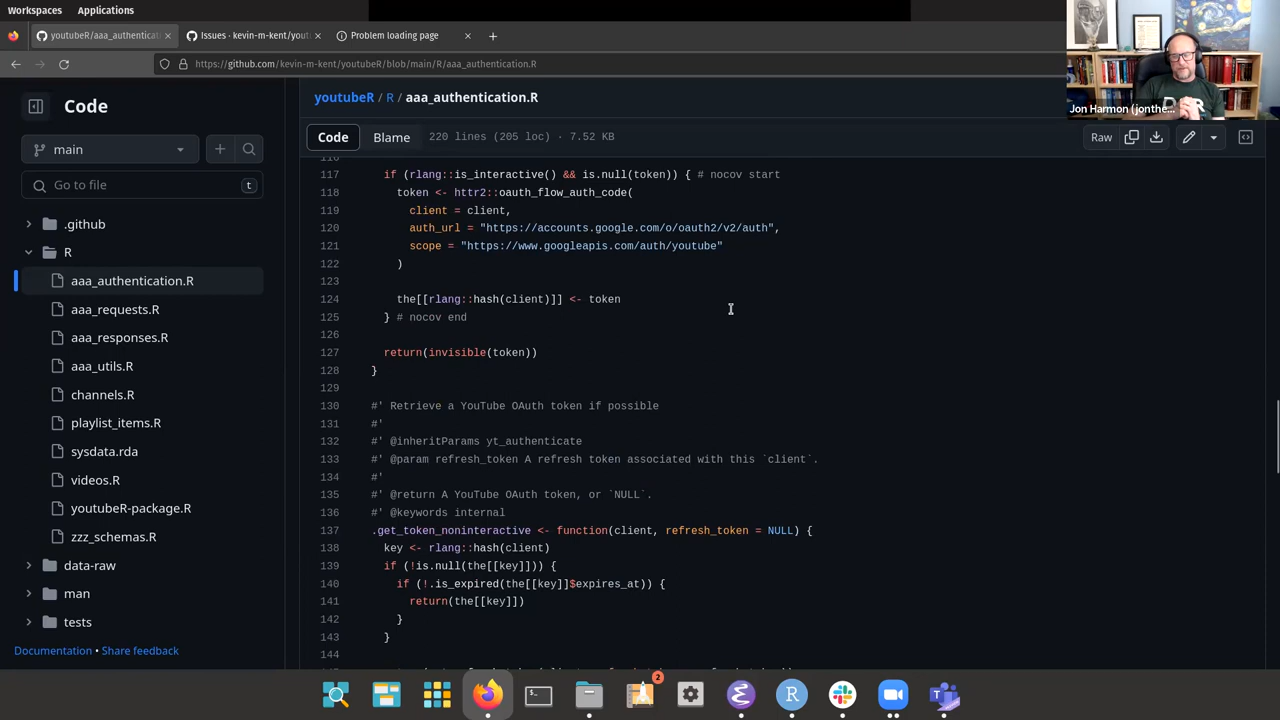 Workspaces Applications
youtubeR/aaa_authenticat
Issues · kevin-m-kent/yout
Problem loading page
https://github.com/kevin-m-kent/youtubeR/blob/main/R/aaa_authentication.R
Jon Harmon (jonthe...
Code
main
Go to file
t
.github
R
aaa_authentication.R
aaa_requests.R
aaa_responses.R
aaa_utils.R
channels.R
playlist_items.R
sysdata.rda
videos.R
youtubeR-package.R
zzz_schemas.R
data-raw
man
tests
Documentation • Share feedback
youtubeR / R / aaa_authentication.R
Code Blame 220 lines (205 loc) · 7.52 KB
Raw
116
117 if (rlang::is_interactive() && is.null(token)) { # nocov start
118 token <- httr2::oauth_flow_auth_code(
119 client = client,
120 auth_url = "https://accounts.google.com/o/oauth2/v2/auth",
121 scope = "https://www.googleapis.com/auth/youtube"
122 )
123
124 the[[rlang::hash(client)]] <- token
125 } # nocov end
126
127 return(invisible(token))
128 }
129
130 #' Retrieve a YouTube OAuth token if possible
131 #'
132 #' @inheritParams yt_authenticate
133 #' @param refresh_token A refresh token associated with this `client`.
134 #'
135 #' @return A YouTube OAuth token, or `NULL`.
136 #' @keywords internal
137 .get_token_noninteractive <- function(client, refresh_token = NULL) {
138 key <- rlang::hash(client)
139 if (!is.null(the[[key]])) {
140 if (!.is_expired(the[[key]]$expires_at)) {
141 return(the[[key]])
142 }
143 }
144
2